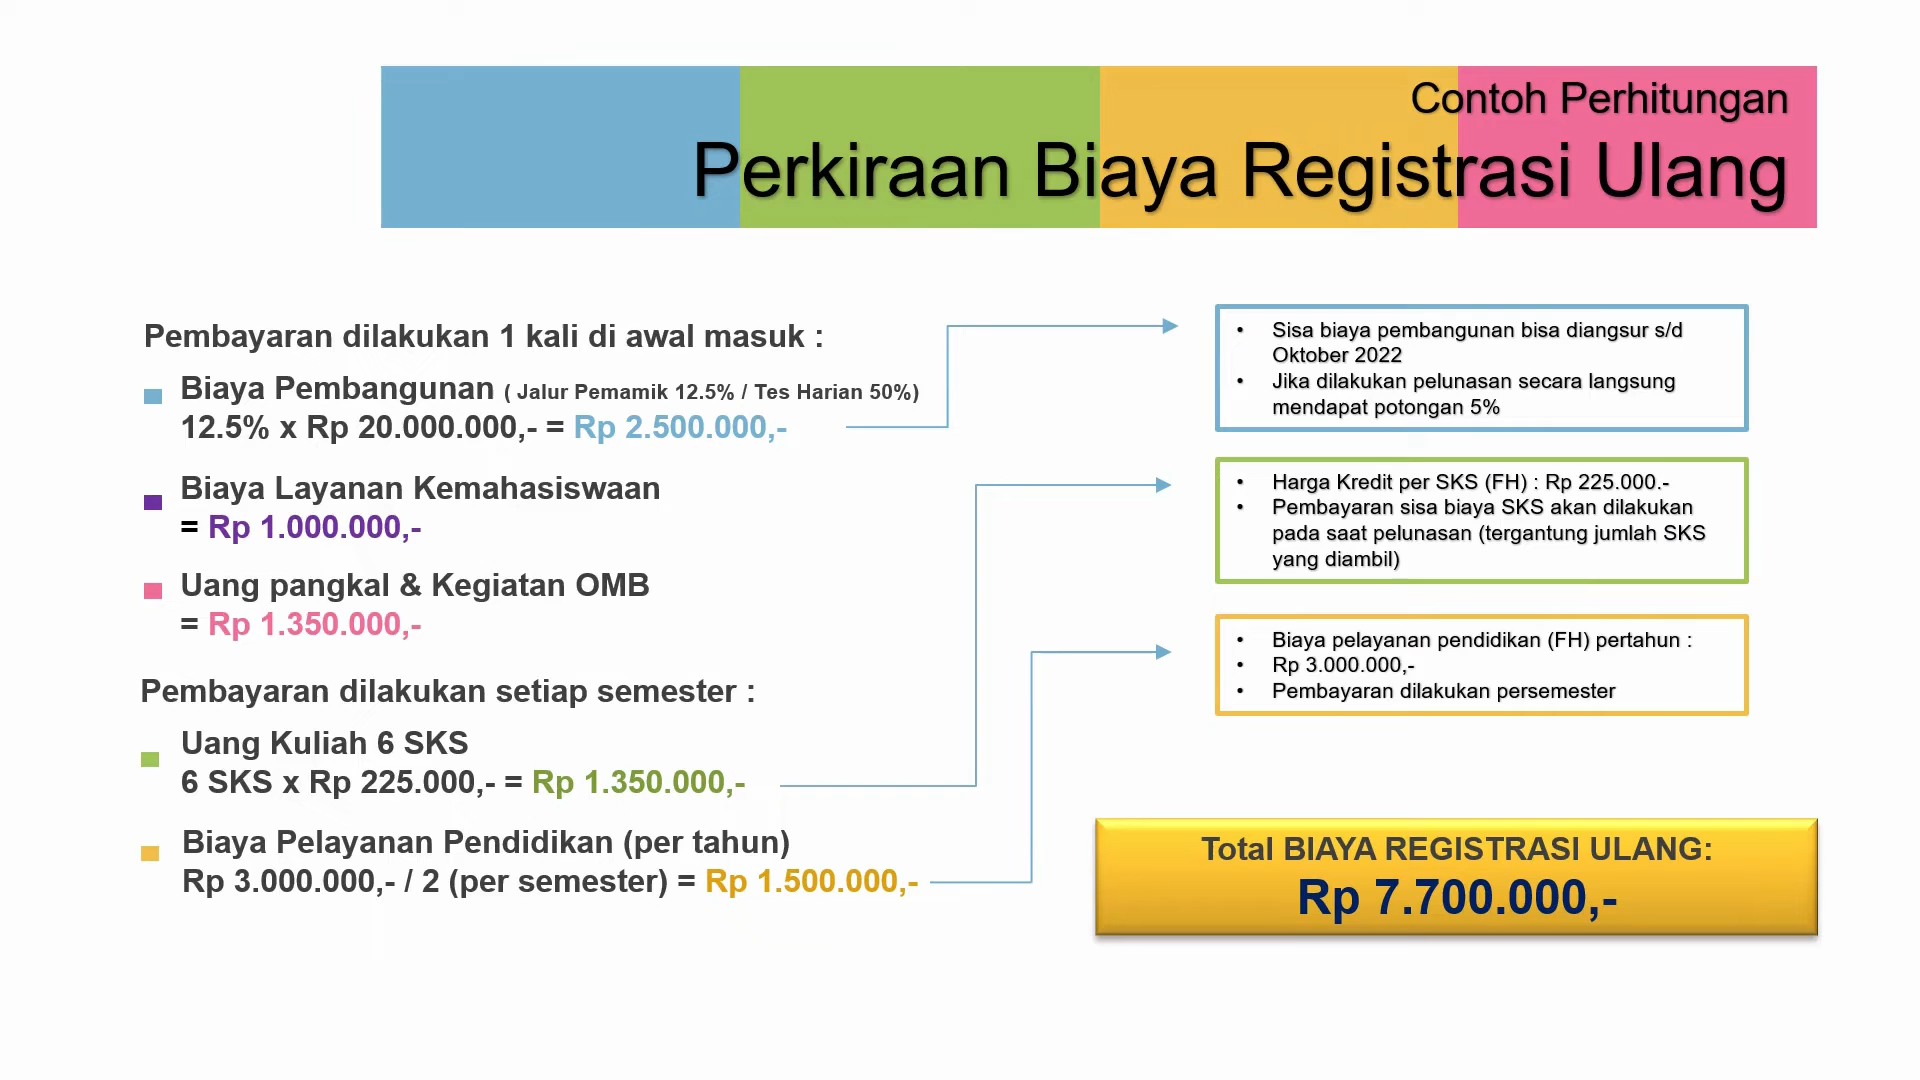 Contoh Perhitungan
Perkiraan Biaya Registrasi Ulang
Pembayaran dilakukan 1 kali di awal masuk :
Biaya Pembangunan ( Jalur Pemamik 12.5% / Tes Harian 50%)
12.5% x Rp 20.000.000,- = Rp 2.500.000,-
Biaya Layanan Kemahasiswaan
= Rp 1.000.000,-
Uang pangkal & Kegiatan OMB
= Rp 1.350.000,-
Pembayaran dilakukan setiap semester :
Uang Kuliah 6 SKS
6 SKS x Rp 225.000,- = Rp 1.350.000,-
Biaya Pelayanan Pendidikan (per tahun)
Rp 3.000.000,- / 2 (per semester) = Rp 1.500.000,-
• Sisa biaya pembangunan bisa diangsur s/d
Oktober 2022
• Jika dilakukan pelunasan secara langsung
mendapat potongan 5%
• Harga Kredit per SKS (FH) : Rp 225.000.-
• Pembayaran sisa biaya SKS akan dilakukan
pada saat pelunasan (tergantung jumlah SKS
yang diambil)
• Biaya pelayanan pendidikan (FH) pertahun :
• Rp 3.000.000,-
• Pembayaran dilakukan persemester
Total BIAYA REGISTRASI ULANG:
Rp 7.700.000,-